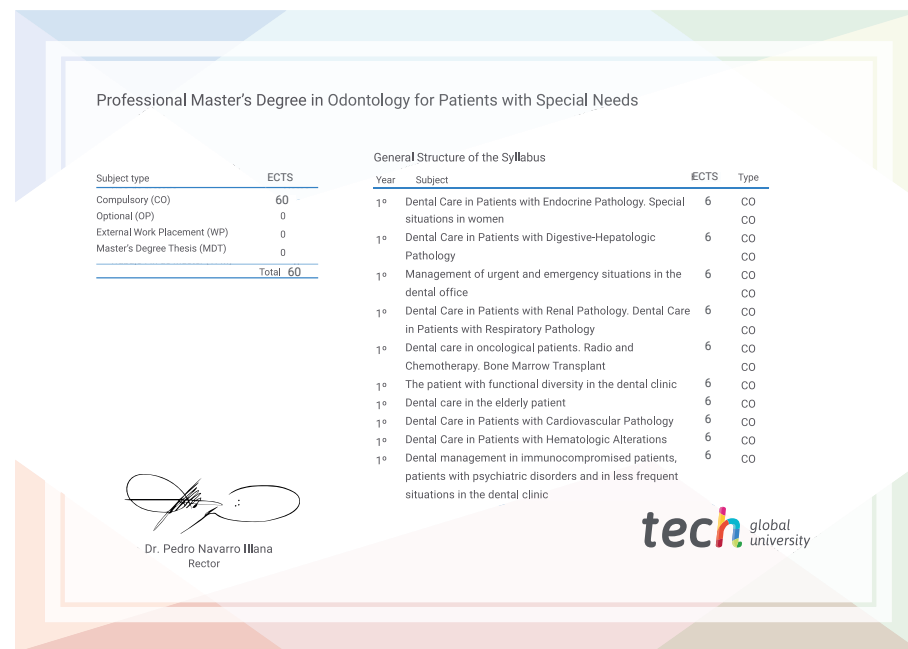 Professional Master's Degree in Odontology for Patients with Special Needs
Subject type ECTS
Compulsory (CO) 60
Optional (OP) 0
External Work Placement (WP) 0
Master's Degree Thesis (MDT) 0
Total 60
General Structure of the Syllabus
Year Subject ECTS Type
1º Dental Care in Patients with Endocrine Pathology. Special 6 CO
situations in women CO
1º Dental Care in Patients with Digestive-Hepatologic 6 CO
Pathology CO
1º Management of urgent and emergency situations in the 6 CO
dental office CO
1º Dental Care in Patients with Renal Pathology. Dental Care 6 CO
in Patients with Respiratory Pathology CO
1º Dental care in oncological patients. Radio and 6 CO
Chemotherapy. Bone Marrow Transplant CO
1º The patient with functional diversity in the dental clinic 6 CO
1º Dental care in the elderly patient 6 CO
1º Dental Care in Patients with Cardiovascular Pathology 6 CO
1º Dental Care in Patients with Hematologic Alterations 6 CO
1º Dental management in immunocompromised patients, 6 CO
patients with psychiatric disorders and in less frequent
situations in the dental clinic
Dr. Pedro Navarro Illana
Rector
tech global
university